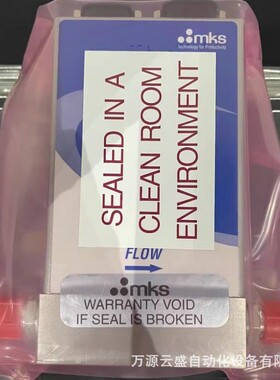 mks
Technology for Productivity
SEALED IN A
CLEAN ROOM
ENVIRONMENT
FLOW
mks
WARRANTY VOID
IF SEAL IS BROKEN
万源云盛自动化设备有限